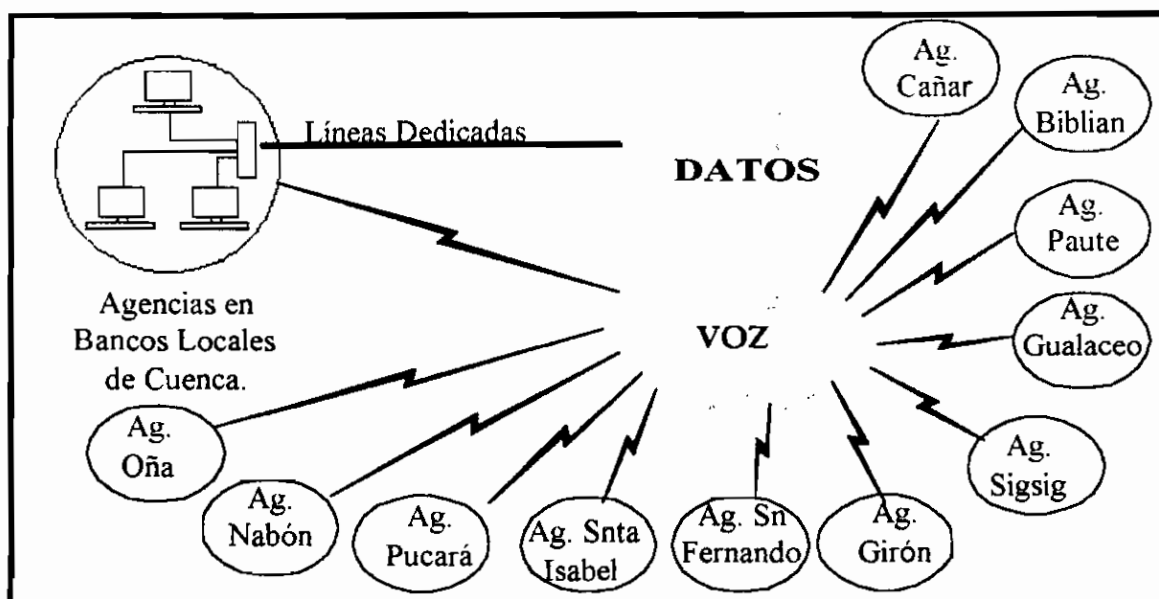 Líneas Dedicadas
DATOS
VOZ
Agencias en
Bancos Locales
de Cuenca.
Ag.
Cañar
Ag.
Biblian
Ag.
Paute
Ag.
Gualaceo
Ag.
Sigsig
Ag.
Girón
Ag. Sn
Fernando
Ag. Snta
Isabel
Ag.
Pucará
Ag.
Nabón
Ag.
Oña